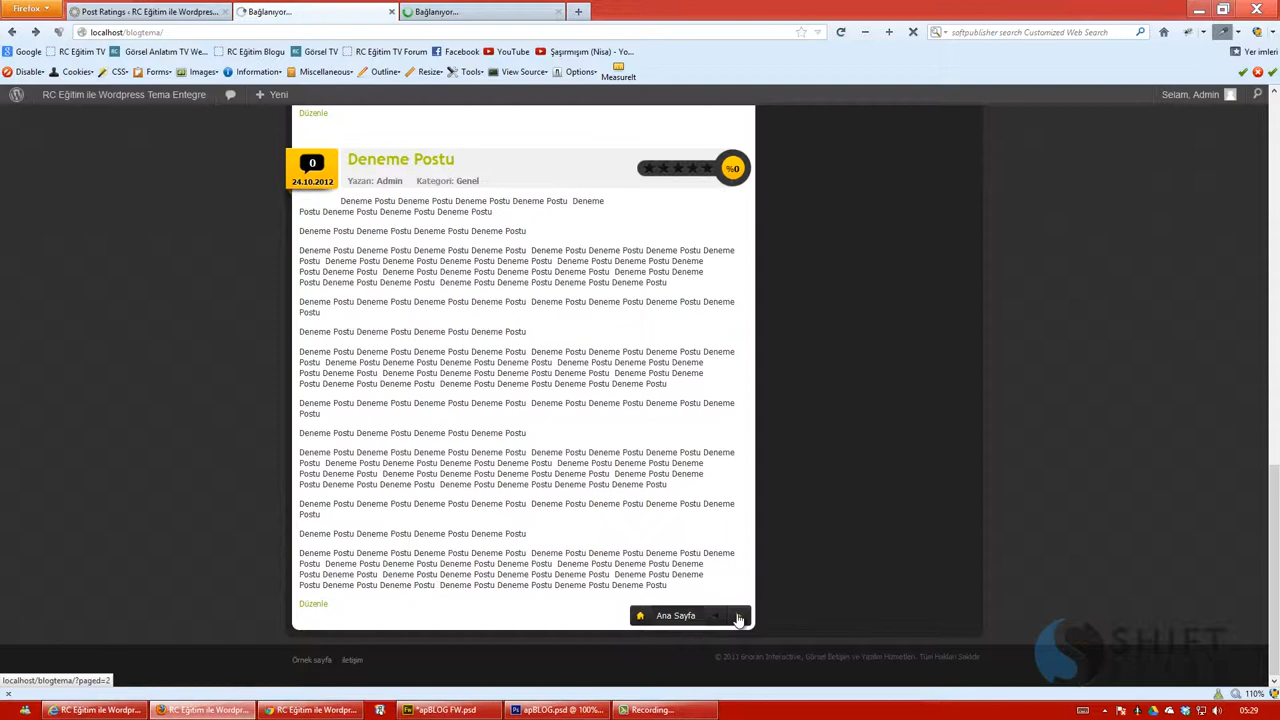 Firefox
Post Ratings ‹ RC Eğitim ile Wordpres...
Bağlanıyor...
Bağlanıyor...
localhost/blogtema/
softpublisher search Customized Web Search
Google
RC Eğitim TV
Görsel Anlatım TV We...
RC Eğitim Blogu
Görsel TV
RC Eğitim TV Forum
Facebook
YouTube
Şaşırmışım (Nisa) - Yo...
Yer imleri
Disable
Cookies
CSS
Forms
Images
Information
Miscellaneous
Outline
Resize
Tools
View Source
Options
MeasureIt
RC Eğitim ile Wordpress Tema Entegre
Yeni
Selam, Admin
Düzenle
0
24.10.2012
Deneme Postu
Yazan: Admin Kategori: Genel
%0
Deneme Postu Deneme Postu Deneme Postu Deneme Postu Deneme
Postu Deneme Postu Deneme Postu Deneme Postu
Deneme Postu Deneme Postu Deneme Postu Deneme Postu
Deneme Postu Deneme Postu Deneme Postu Deneme Postu Deneme Postu Deneme Postu Deneme Postu Deneme
Postu Deneme Postu Deneme Postu Deneme Postu Deneme Postu Deneme Postu Deneme Postu Deneme
Postu Deneme Postu Deneme Postu Deneme Postu Deneme Postu Deneme Postu Deneme Postu Deneme
Postu Deneme Postu Deneme Postu Deneme Postu Deneme Postu Deneme Postu Deneme Postu
Deneme Postu Deneme Postu Deneme Postu Deneme Postu Deneme Postu Deneme Postu Deneme Postu Deneme
Postu
Deneme Postu Deneme Postu Deneme Postu Deneme Postu
Deneme Postu Deneme Postu Deneme Postu Deneme Postu Deneme Postu Deneme Postu Deneme Postu Deneme
Postu Deneme Postu Deneme Postu Deneme Postu Deneme Postu Deneme Postu Deneme Postu Deneme
Postu Deneme Postu Deneme Postu Deneme Postu Deneme Postu Deneme Postu Deneme Postu Deneme
Postu Deneme Postu Deneme Postu Deneme Postu Deneme Postu Deneme Postu Deneme Postu
Deneme Postu Deneme Postu Deneme Postu Deneme Postu Deneme Postu Deneme Postu Deneme Postu Deneme
Postu
Deneme Postu Deneme Postu Deneme Postu Deneme Postu
Deneme Postu Deneme Postu Deneme Postu Deneme Postu Deneme Postu Deneme Postu Deneme Postu Deneme
Postu Deneme Postu Deneme Postu Deneme Postu Deneme Postu Deneme Postu Deneme Postu Deneme
Postu Deneme Postu Deneme Postu Deneme Postu Deneme Postu Deneme Postu Deneme Postu Deneme
Postu Deneme Postu Deneme Postu Deneme Postu Deneme Postu Deneme Postu Deneme Postu
Deneme Postu Deneme Postu Deneme Postu Deneme Postu Deneme Postu Deneme Postu Deneme Postu Deneme
Postu
Deneme Postu Deneme Postu Deneme Postu Deneme Postu
Deneme Postu Deneme Postu Deneme Postu Deneme Postu Deneme Postu Deneme Postu Deneme Postu Deneme
Postu Deneme Postu Deneme Postu Deneme Postu Deneme Postu Deneme Postu Deneme Postu Deneme
Postu Deneme Postu Deneme Postu Deneme Postu Deneme Postu Deneme Postu Deneme Postu Deneme
Postu Deneme Postu Deneme Postu Deneme Postu Deneme Postu Deneme Postu Deneme Postu
Düzenle
Ana Sayfa
Örnek sayfa iletişim
© 2011 Grixan Interactive, Görsel İletişim ve Yazılım Hizmetleri. Tüm Hakları Saklıdır.
SHIFT
localhost/blogtema/?paged=2
110%
RC Eğitim ile Wordpr...
RC Eğitim ile Wordpr...
RC Eğitim ile Wordpr...
*apBLOG FW.psd
apBLOG.psd @ 100%...
Recording...
05:29